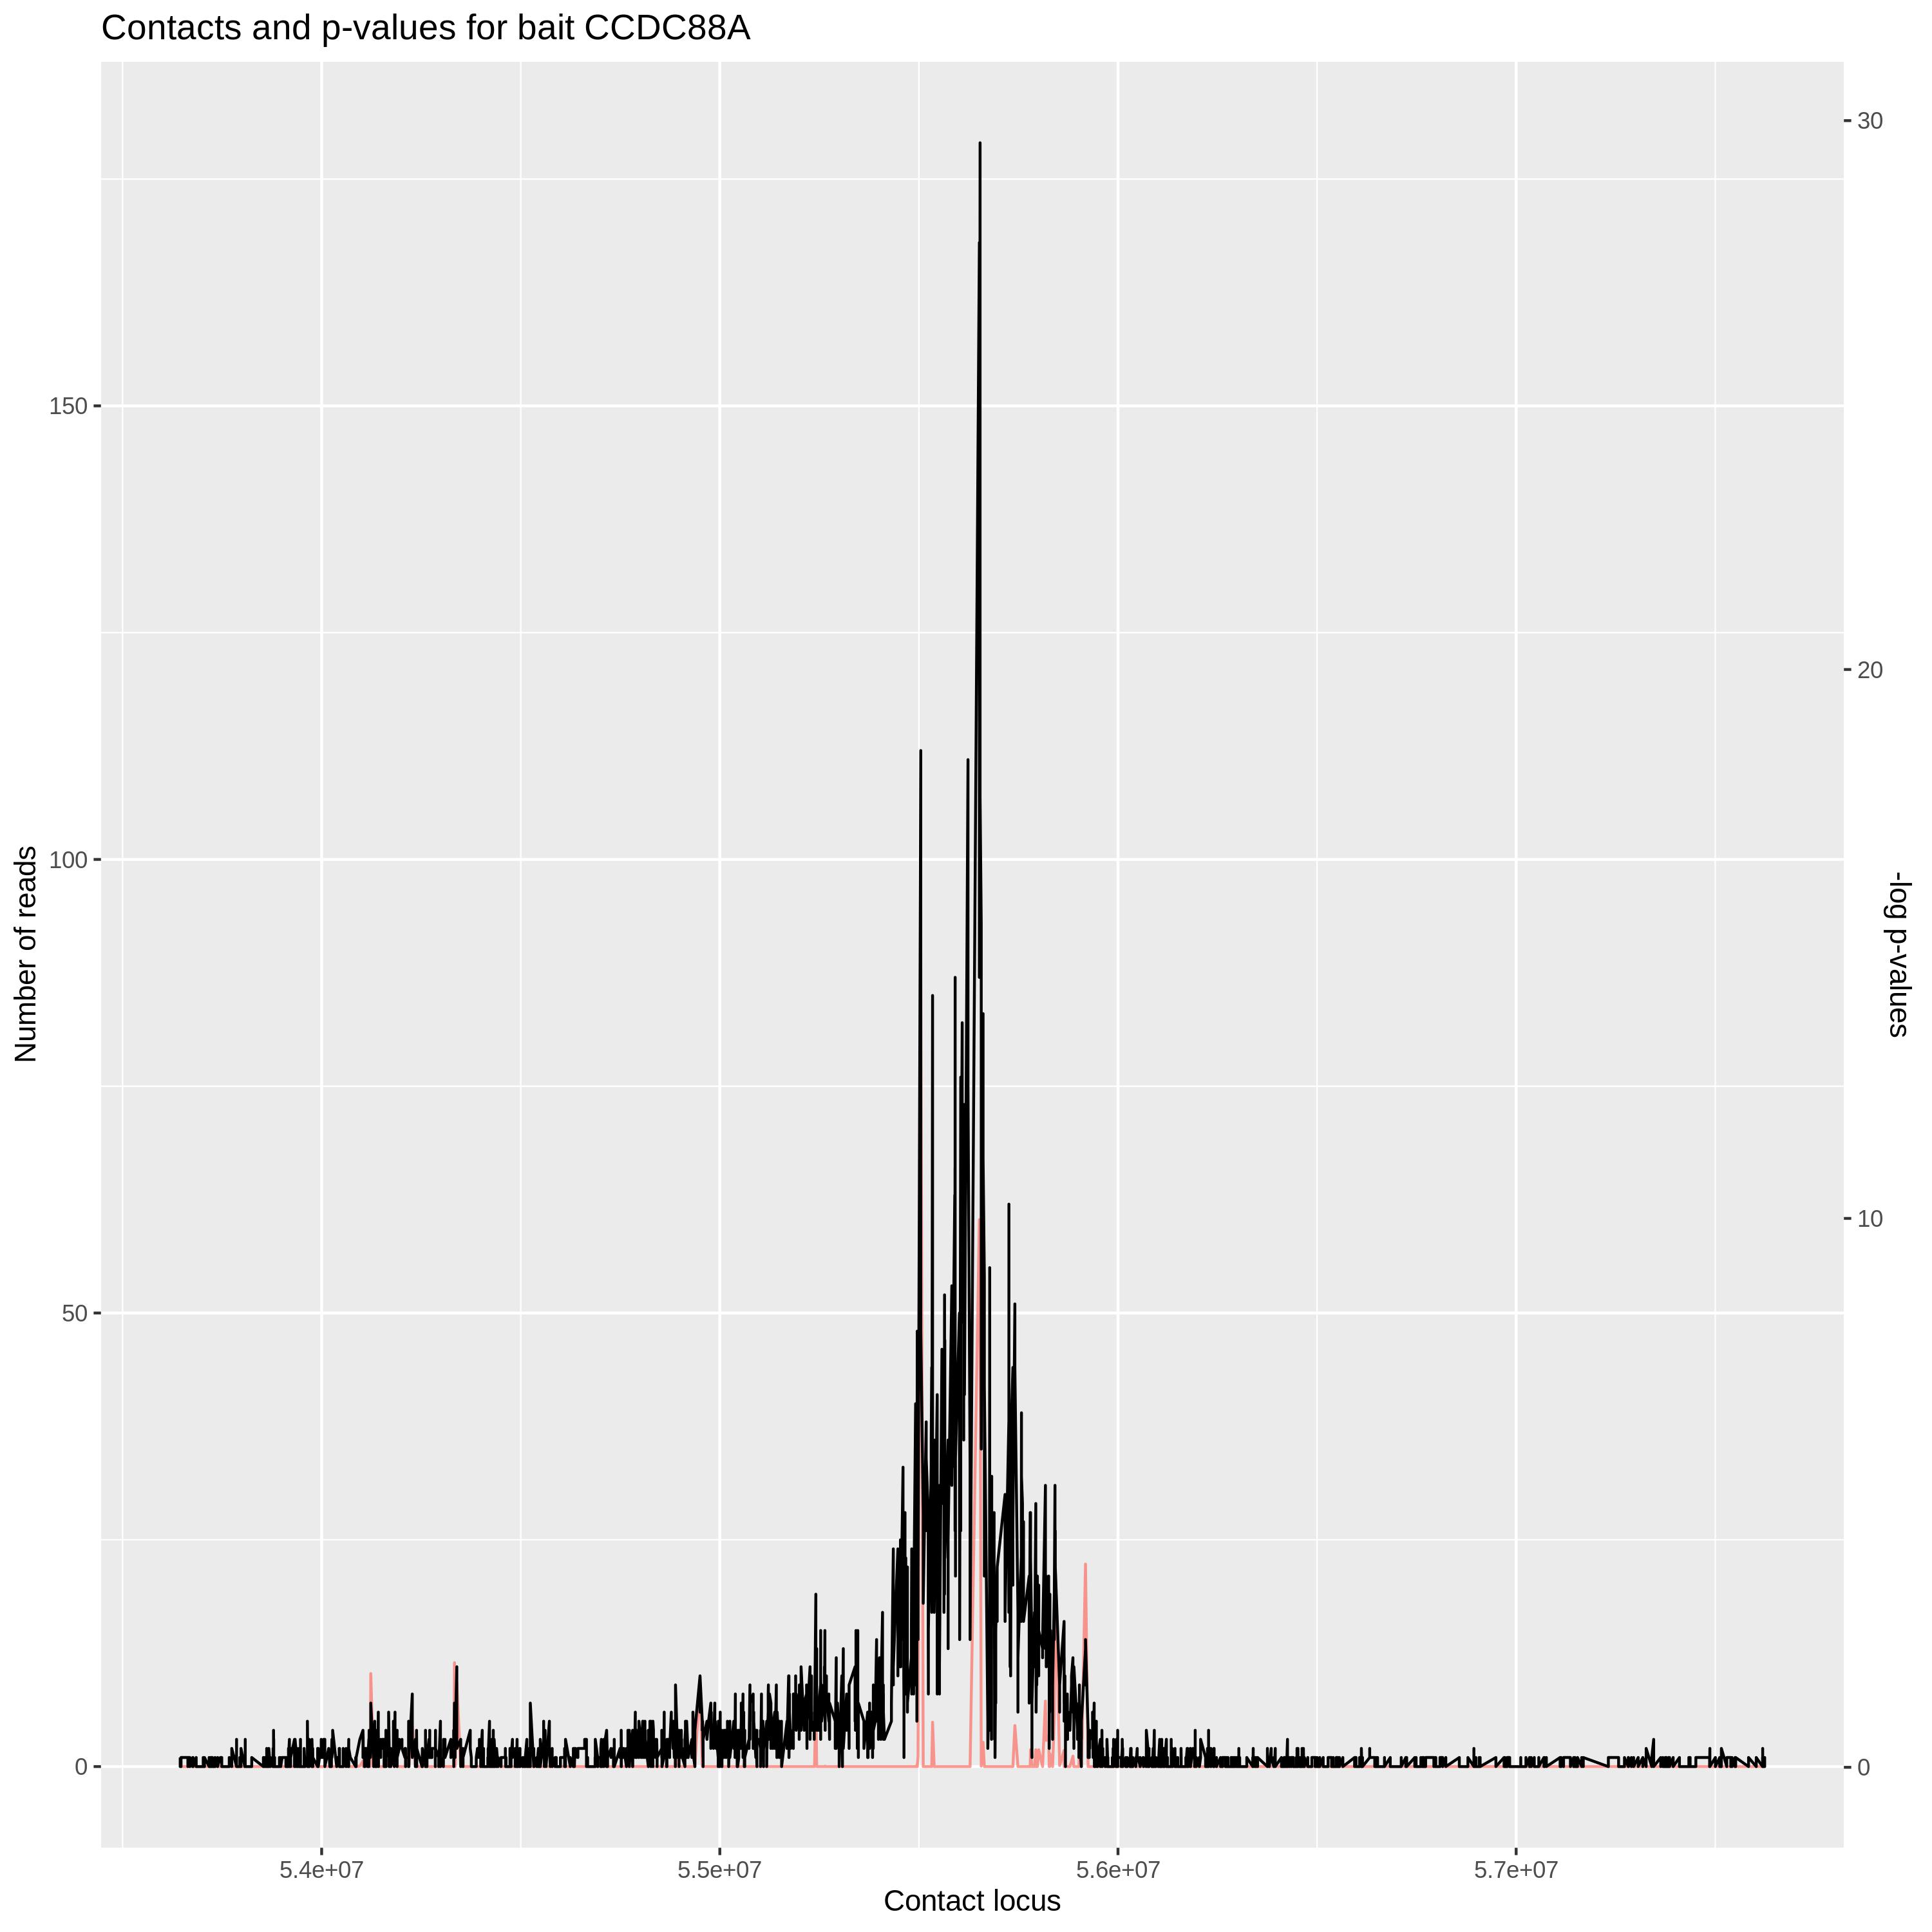 Contacts and p-values for bait CCDC88A
Number of reads
150
100
50
0
30
20
10
0
-log p-values
5.4e+07 5.5e+07 5.6e+07 5.7e+07
Contact locus